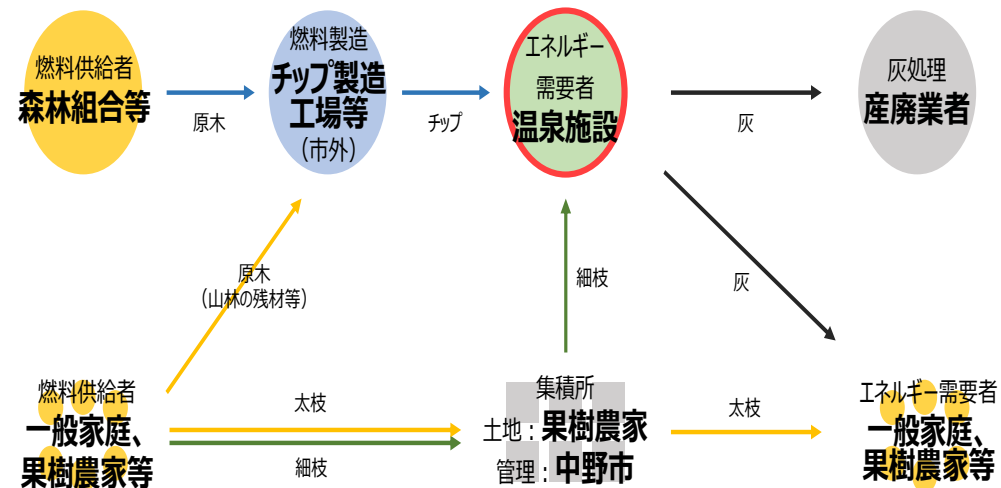 燃料供給者
森林組合等
原木
燃料製造
チップ製造
工場等
（市外）
チップ
エネルギー
需要者
温泉施設
灰
灰処理
産廃業者
原木
（山林の残材等）
細枝
灰
燃料供給者
一般家庭、
果樹農家等
太枝
細枝
集積所
土地：果樹農家
管理：中野市
太枝
エネルギー需要者
一般家庭、
果樹農家等